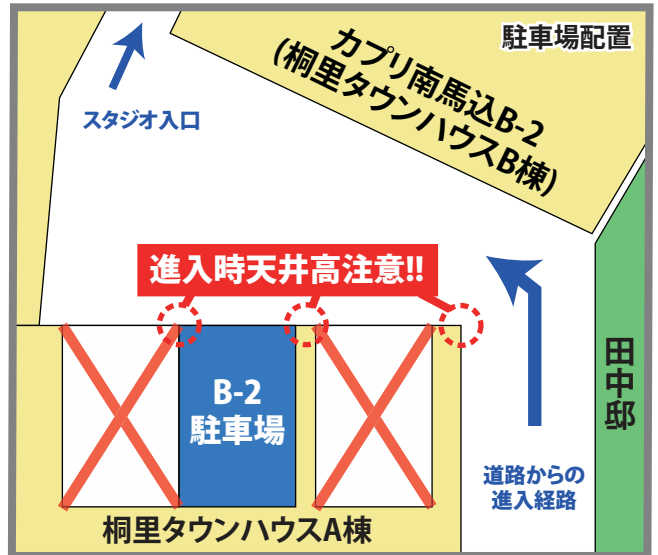 駐車場配置
カプリ南馬込B-2
(桐里タウンハウスB棟)
スタジオ入口
進入時天井高注意!!
B-2
駐車場
田中邸
道路からの
進入経路
桐里タウンハウスA棟